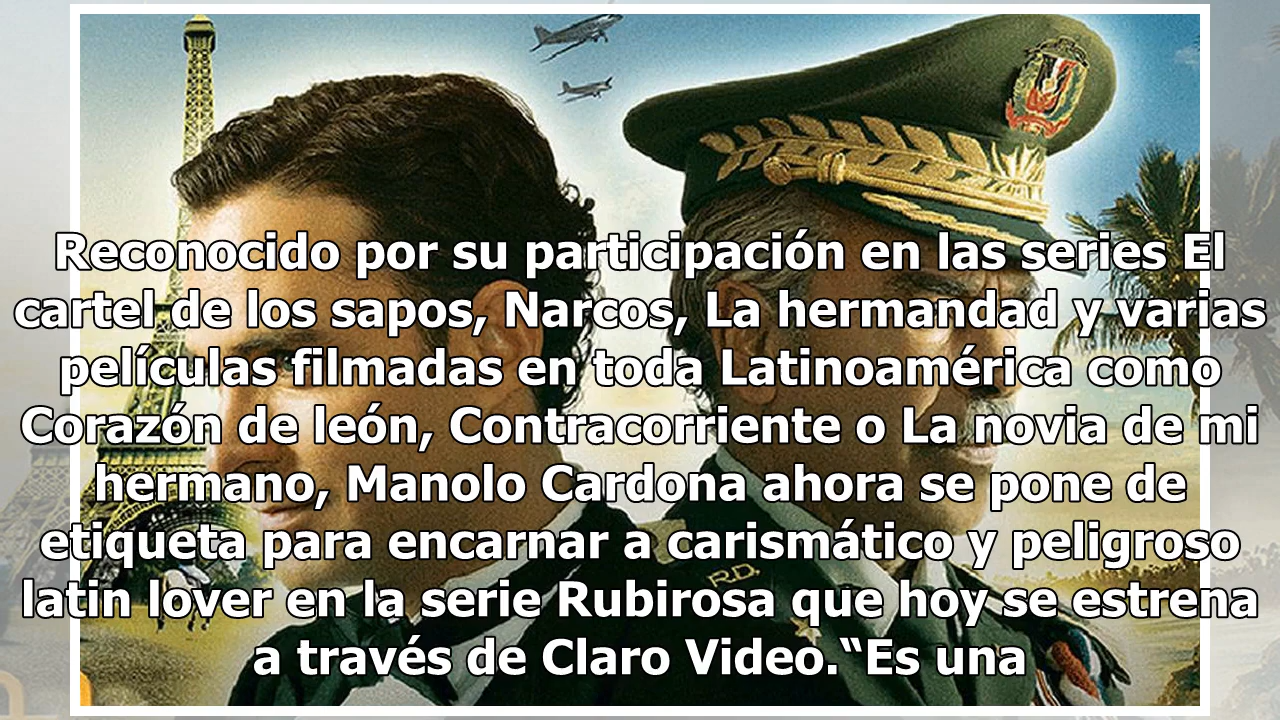 Reconocido por su participación en las series El
cartel de los sapos, Narcos, La hermandad y varias
películas filmadas en toda Latinoamérica como
Corazón de león, Contracorriente o La novia de mi
hermano, Manolo Cardona ahora se pone de
etiqueta para encarnar a carismático y peligroso
latin lover en la serie Rubirosa que hoy se estrena
a través de Claro Video.“Es una
R.D.